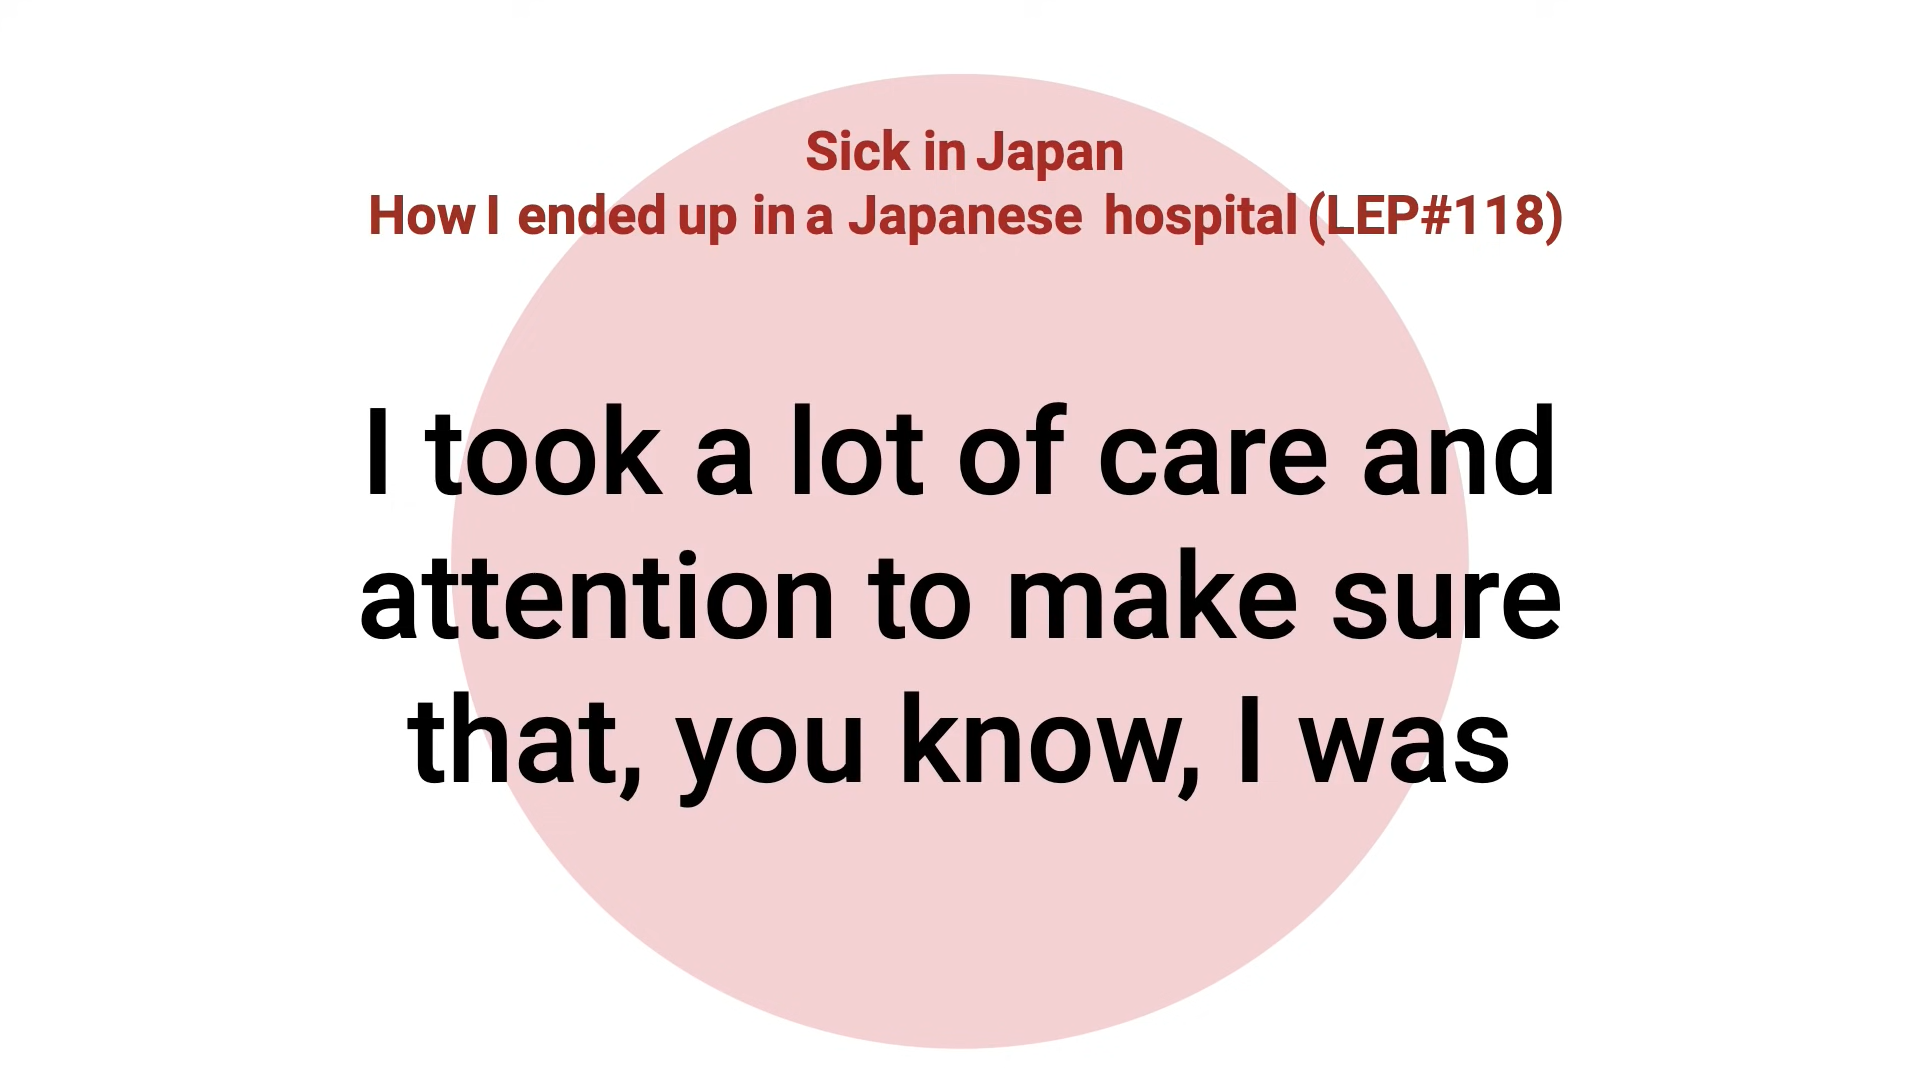 Sick in Japan
How I ended up in a Japanese hospital (LEP#118)
I took a lot of care and
attention to make sure
that, you know, I was